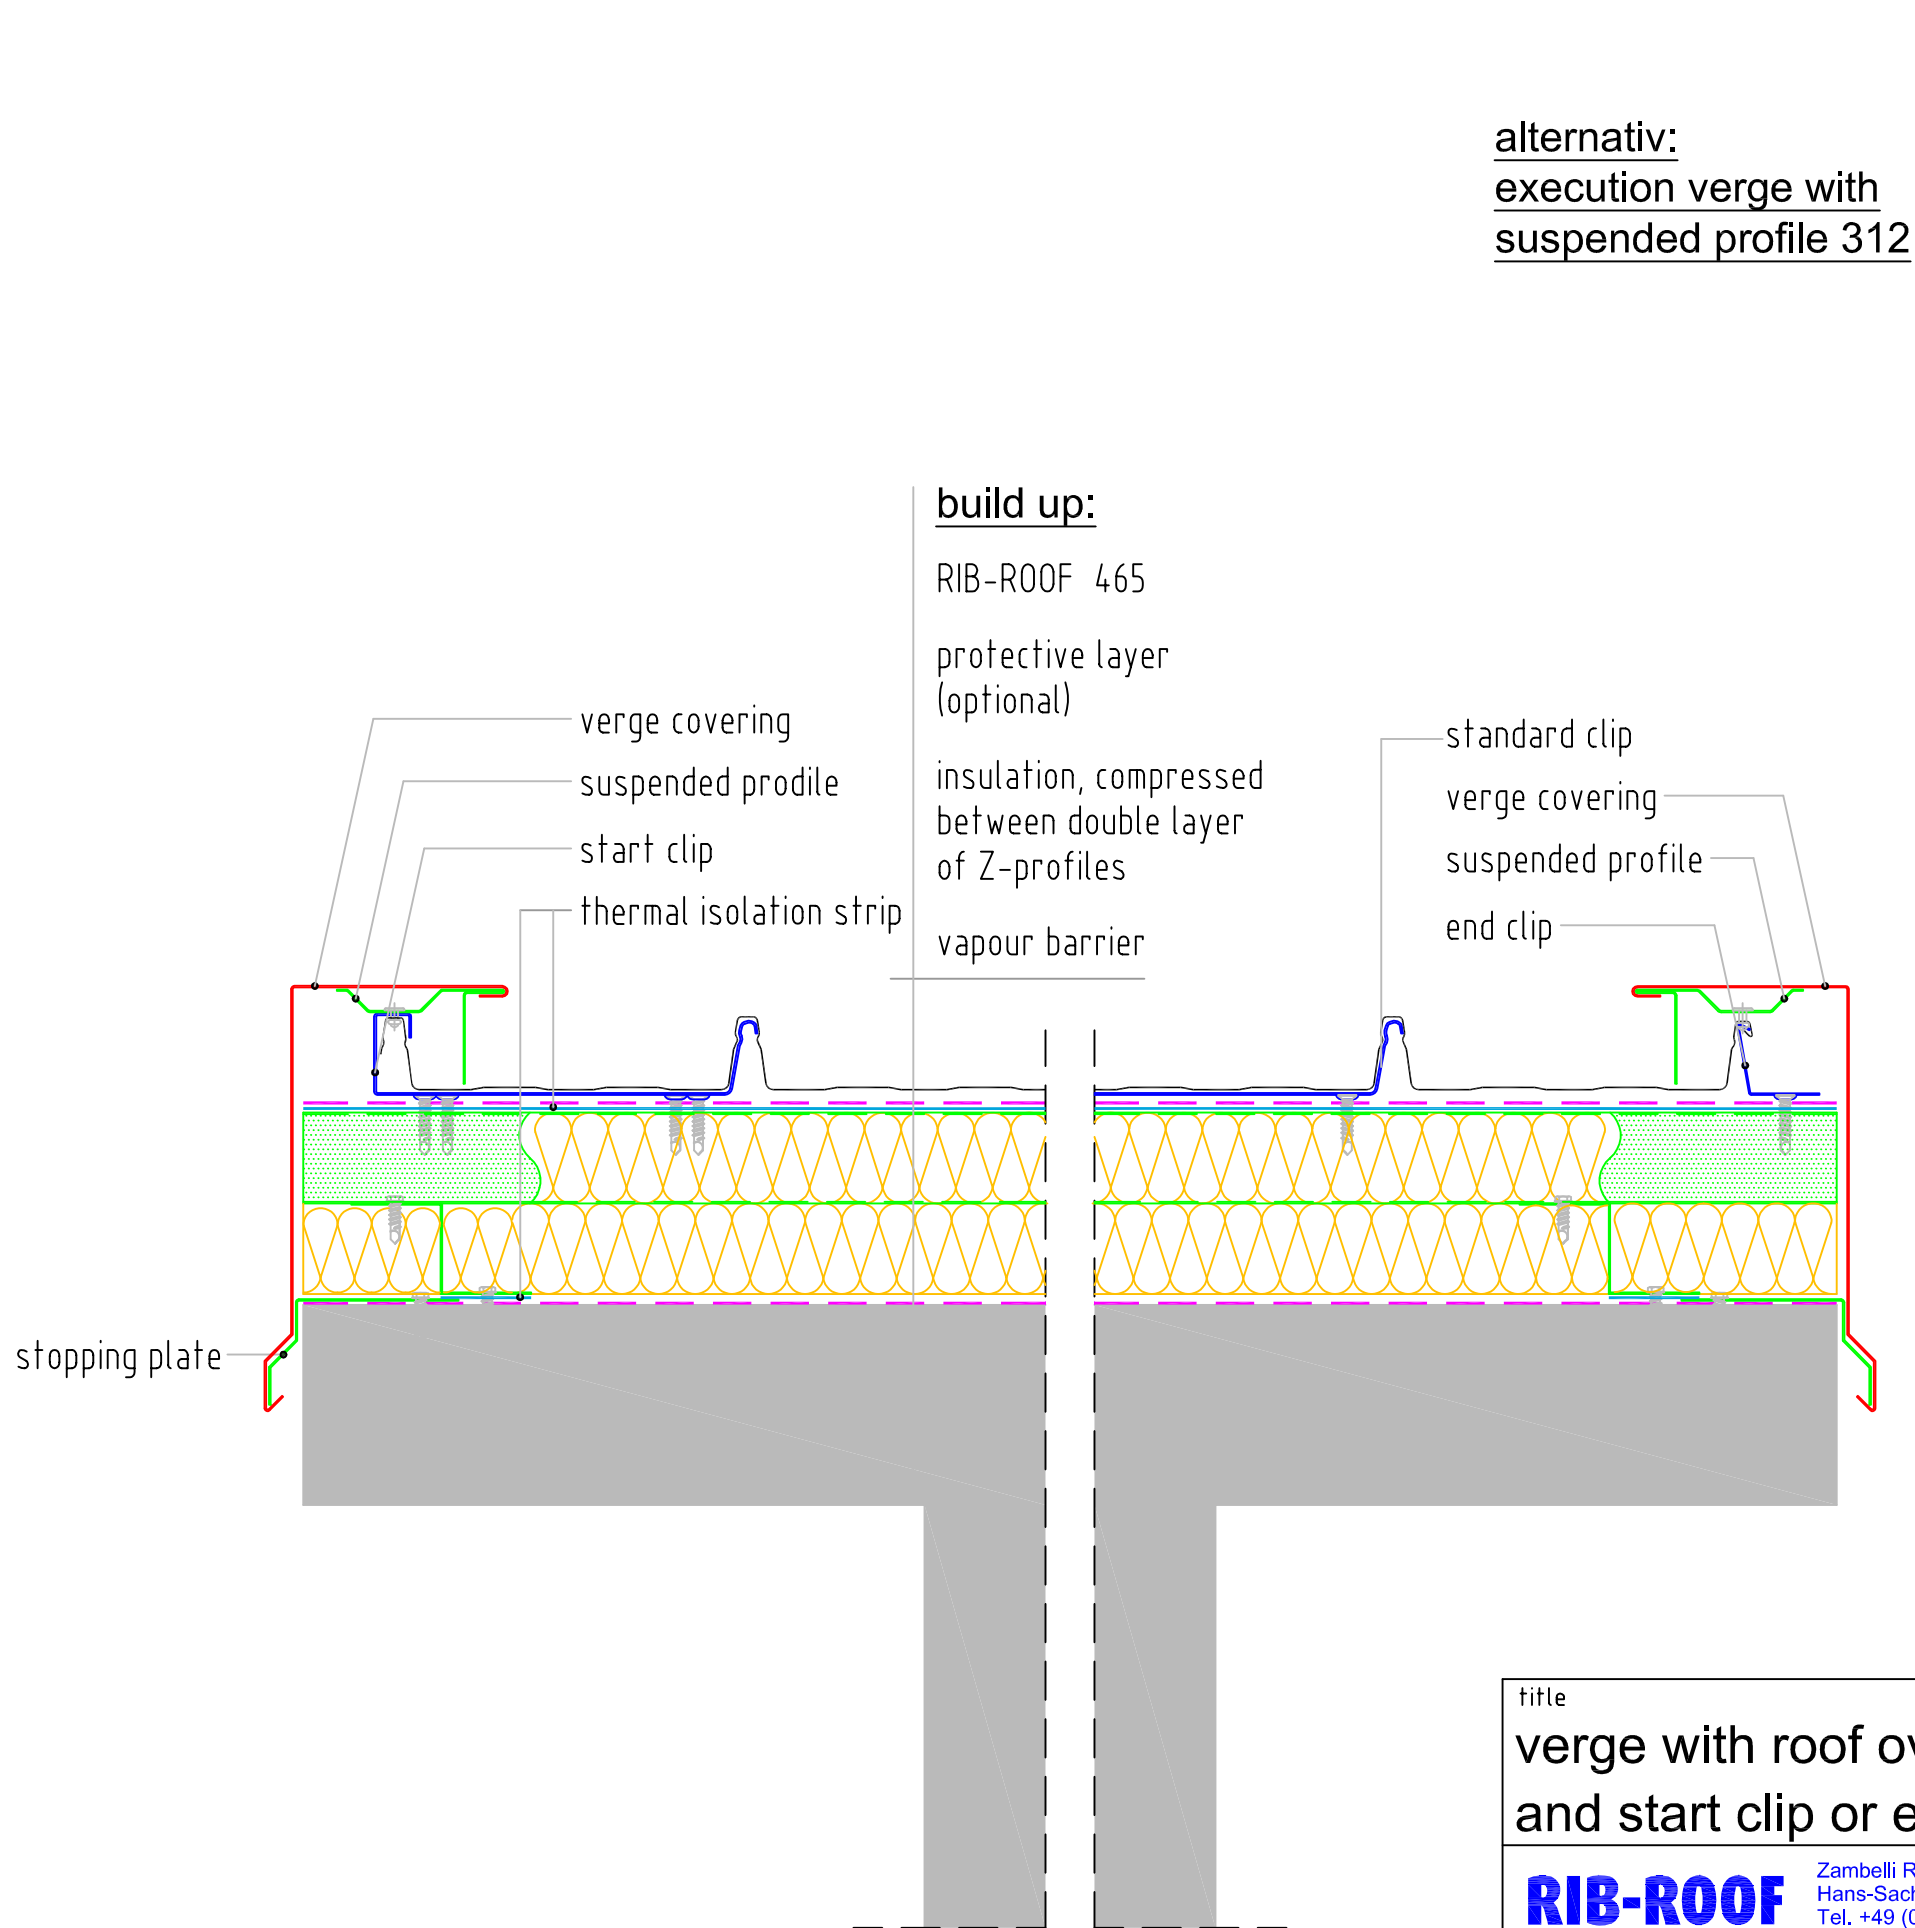 alternativ:
execution verge with
suspended profile 312
build up:
RIB-ROOF 465
protective layer
(optional)
insulation, compressed
between double layer
of Z-profiles
vapour barrier
verge covering
suspended prodile
start clip
thermal isolation strip
standard clip
verge covering
suspended profile
end clip
stopping plate
title
verge with roof
and start clip or
RIB-ROOF
Zambelli
Tel. +49